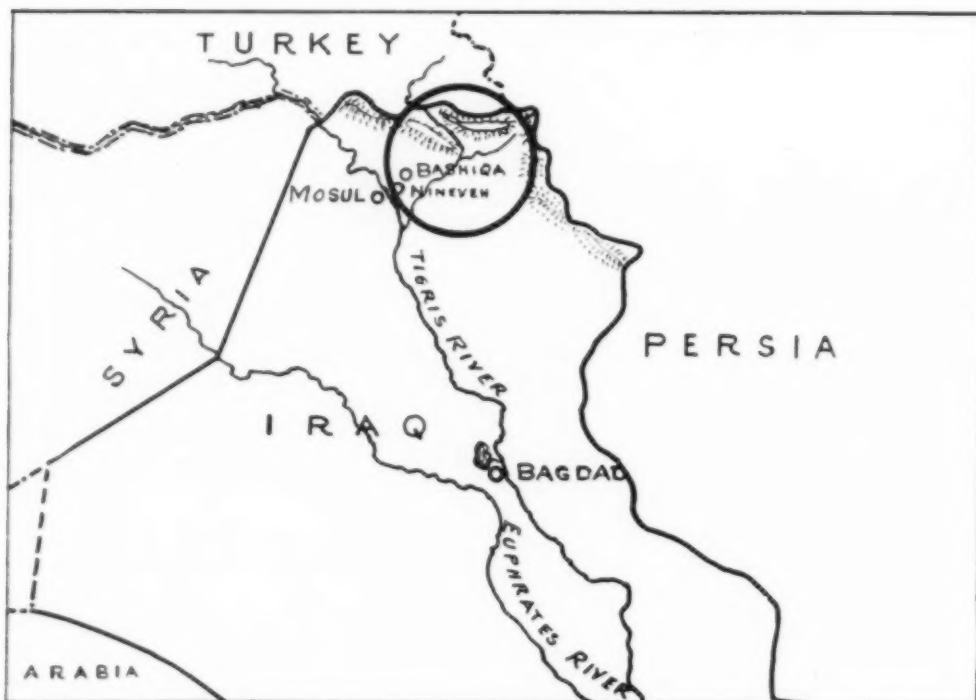 TURKEY
BASHIQA
MOSUL
NINEVEH
SYRIA
TIGRIS RIVER
PERSIA
IRAQ
BAGDAD
EUPHRATES RIVER
ARABIA